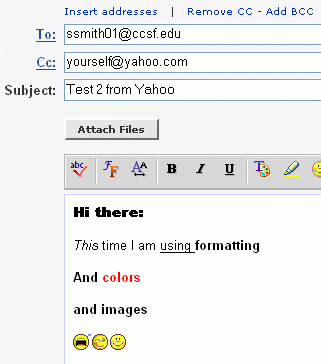 Insert addresses | Remove CC - Add BCC
To: ssmith01@ccsf.edu
Cc: yourself@yahoo.com
Subject: Test 2 from Yahoo
Attach Files
abc F F A A B I U T
Hi there:
This time I am using formatting
And colors
and images